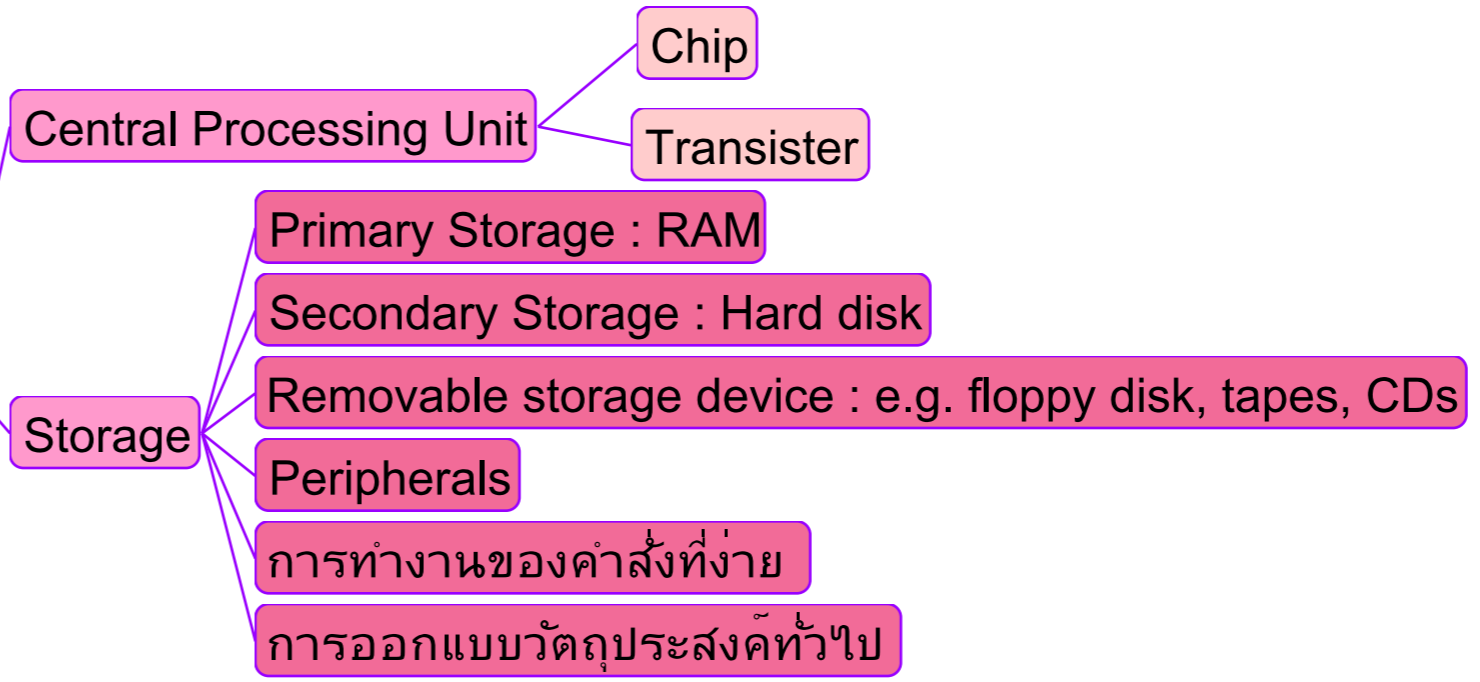 Chip
Central Processing Unit
Transister
Primary Storage : RAM
Secondary Storage : Hard disk
Removable storage device : e.g. floppy disk, tapes, CDs
Storage
Peripherals
การทำงานของคำสั่งที่ง่าย
การออกแบบวัตถุประสงค์ทั่วไป